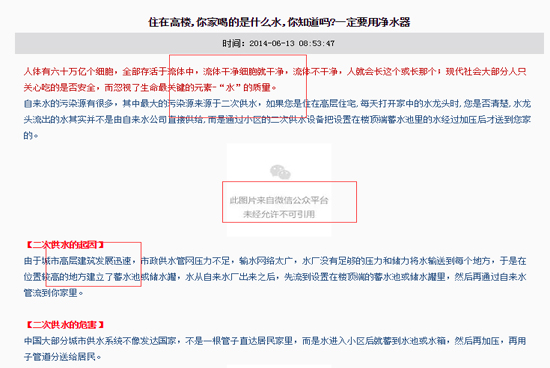 住在高楼,你家喝的是什么水,你知道吗?一定要用净水器
时间：2014-06-13 08:53:47
人体有六十万亿个细胞，全部存活于流体中，流体干净细胞就干净，流体不干净，人就会长这个或长那个！现代社会大部分人只
关心吃的是否安全，而忽视了生命最关键的元素-“水”的质量。
自来水的污染源有很多，其中最大的污染源来源于二次供水，如果您是住在高层住宅,每天打开家中的水龙头时,您是否清楚,水龙
头流出的水其实并不是由自来水公司直接供给,而是通过小区的二次供水设备把设置在楼顶端蓄水池里的水经过加压后才送到您家
的。
此图片来自微信公众平台
未经允许不可引用
【二次供水的起因】
由于城市高层建筑发展迅速，市政供水管网压力不足，输水网络太广，水厂没有足够的压力和储力将水输送到每个地方，于是在
位置较高的地方建立了蓄水池或储水罐，水从自来水厂出来之后，先流到设置在楼顶端的蓄水池或储水罐里，然后再通过自来水
管流到你家里。
【二次供水的危害】
中国大部分城市供水系统不像发达国家，不是一根管子直达居民家里，而是水进入小区后就蓄到水池或水箱，然后再加压，再用
子管道分送给居民。